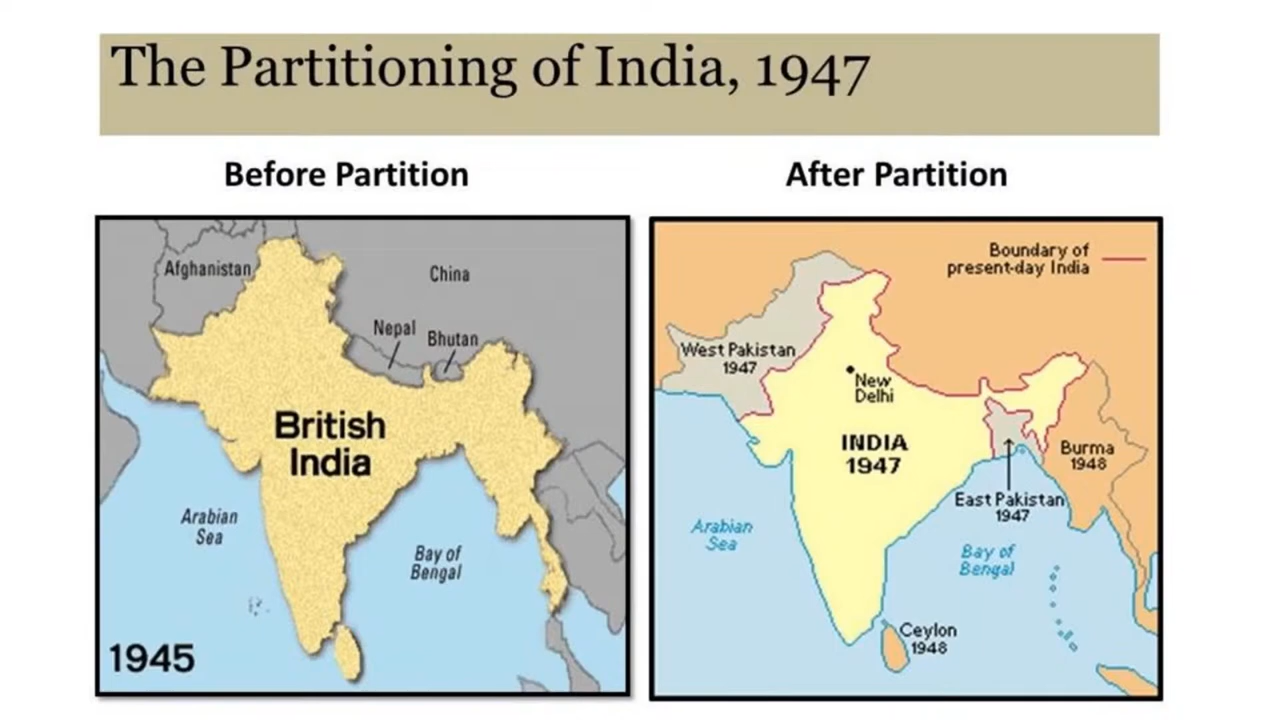 The Partitioning of India, 1947
Before Partition
Afghanistan
China
Nepal
Bhutan
British
India
Arabian
Sea
Bay of
Bengal
1945
After Partition
Boundary of
present-day India
West Pakistan
1947
New
Delhi
INDIA
1947
Burma
1948
East Pakistan
1947
Arabian
Sea
Bay of
Bengal
Ceylon
1948